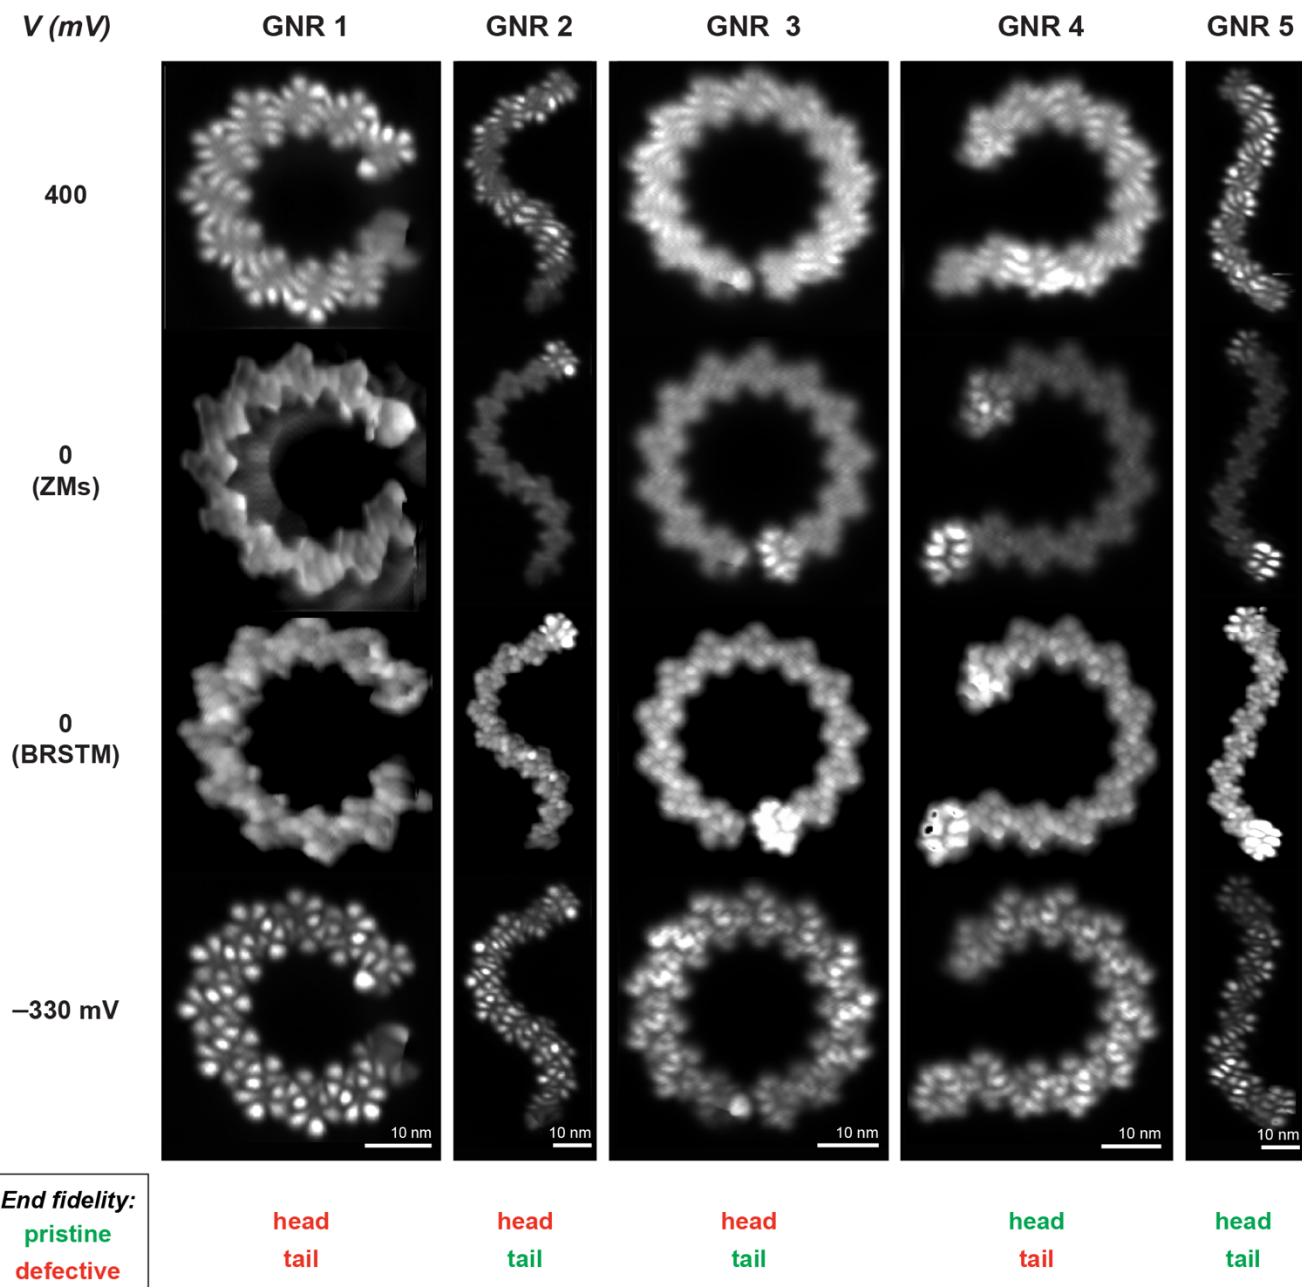 V (mV) GNR 1 GNR 2 GNR 3 GNR 4 GNR 5
400
0
(ZMs)
0
(BRSTM)
–330 mV
10 nm 10 nm 10 nm 10 nm 10 nm
End fidelity:
pristine
defective
head head head head head
tail tail tail tail tail